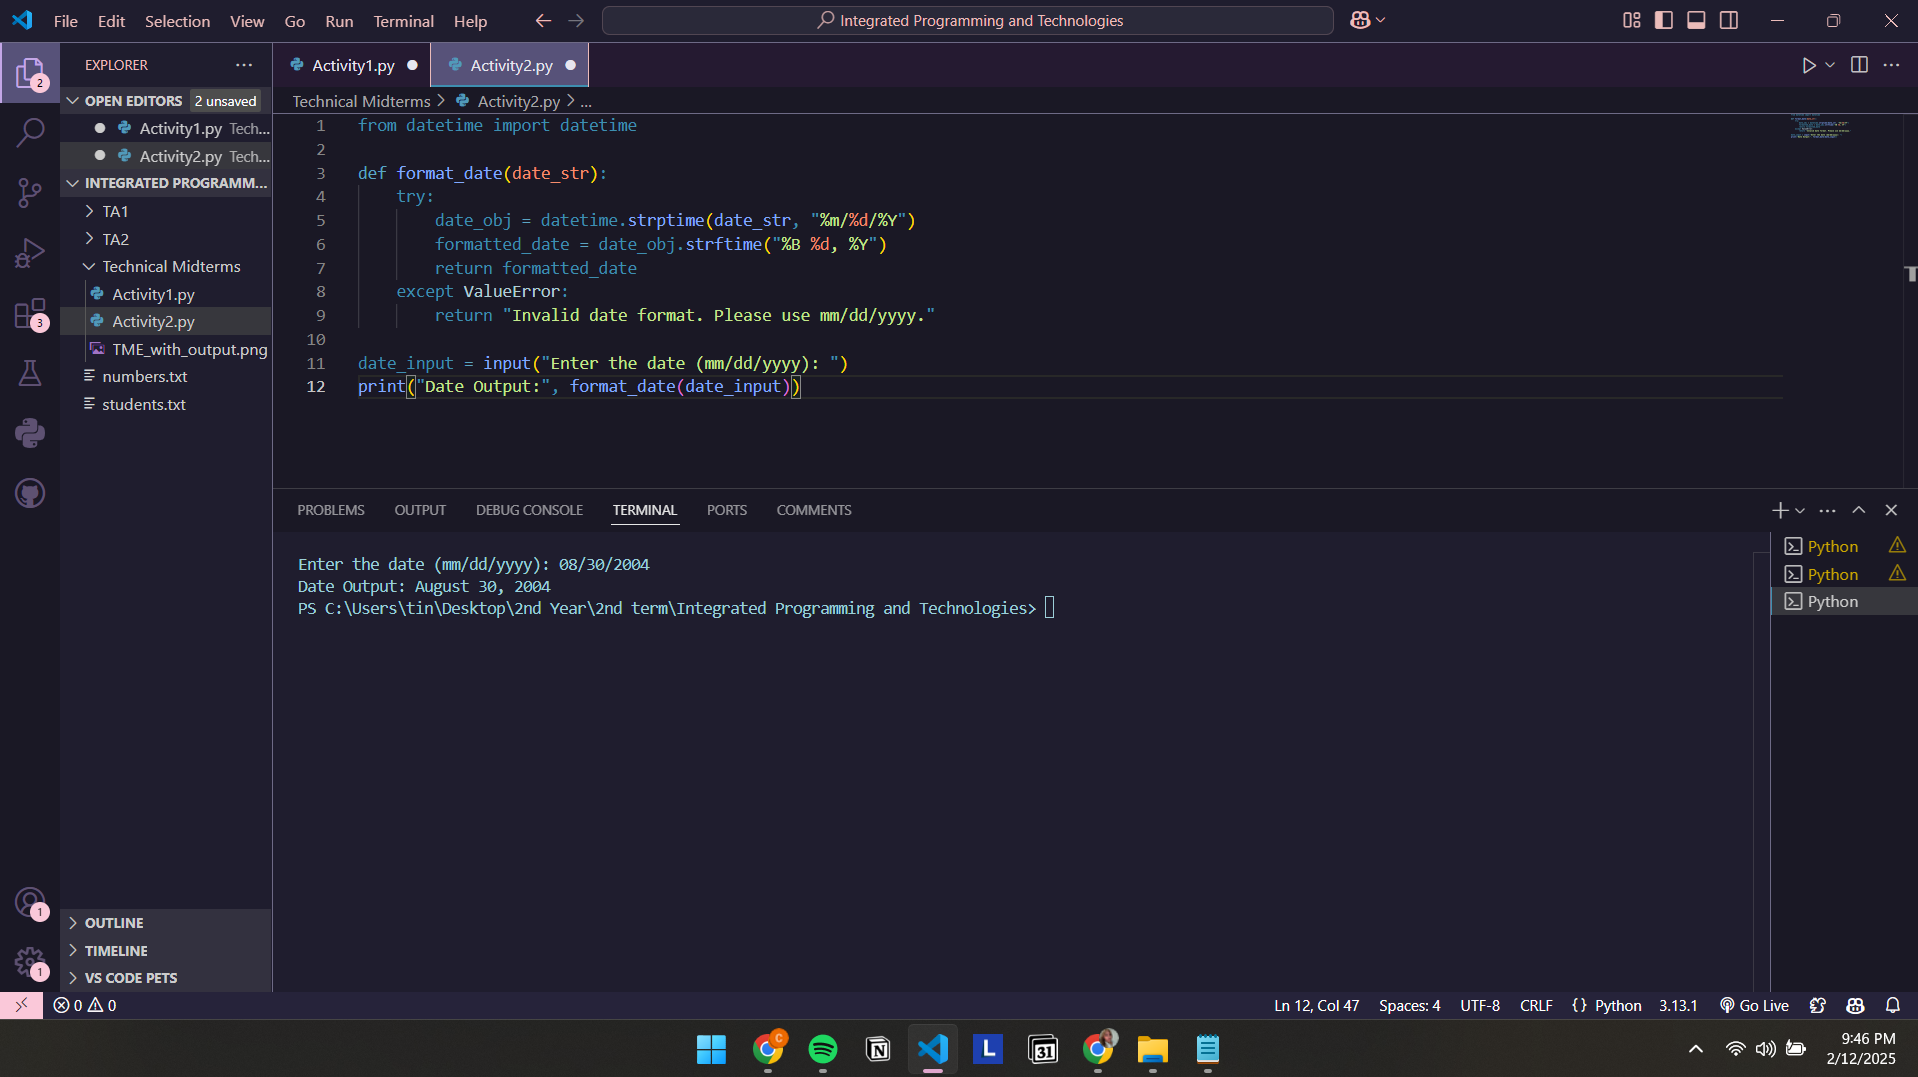 File Edit Selection View Go Run Terminal Help
Integrated Programming and Technologies
EXPLORER
OPEN EDITORS 2 unsaved
Activity1.py Tech...
Activity2.py Tech...
INTEGRATED PROGRAMM...
TA1
TA2
Technical Midterms
Activity1.py
Activity2.py
TME_with_output.png
numbers.txt
students.txt
OUTLINE
TIMELINE
VS CODE PETS
2
3
1
1
Activity1.py
Activity2.py
Technical Midterms > Activity2.py > ...
1 from datetime import datetime
2
3 def format_date(date_str):
4 try:
5 date_obj = datetime.strptime(date_str, "%m/%d/%Y")
6 formatted_date = date_obj.strftime("%B %d, %Y")
7 return formatted_date
8 except ValueError:
9 return "Invalid date format. Please use mm/dd/yyyy."
10
11 date_input = input("Enter the date (mm/dd/yyyy): ")
12 print("Date Output:", format_date(date_input))
PROBLEMS OUTPUT DEBUG CONSOLE TERMINAL PORTS COMMENTS
Enter the date (mm/dd/yyyy): 08/30/2004
Date Output: August 30, 2004
PS C:\Users\tin\Desktop\2nd Year\2nd term\Integrated Programming and Technologies>
Python
Python
Python
0 0
Ln 12, Col 47 Spaces: 4 UTF-8 CRLF {} Python 3.13.1 Go Live
C
N
L
31
9:46 PM
2/12/2025